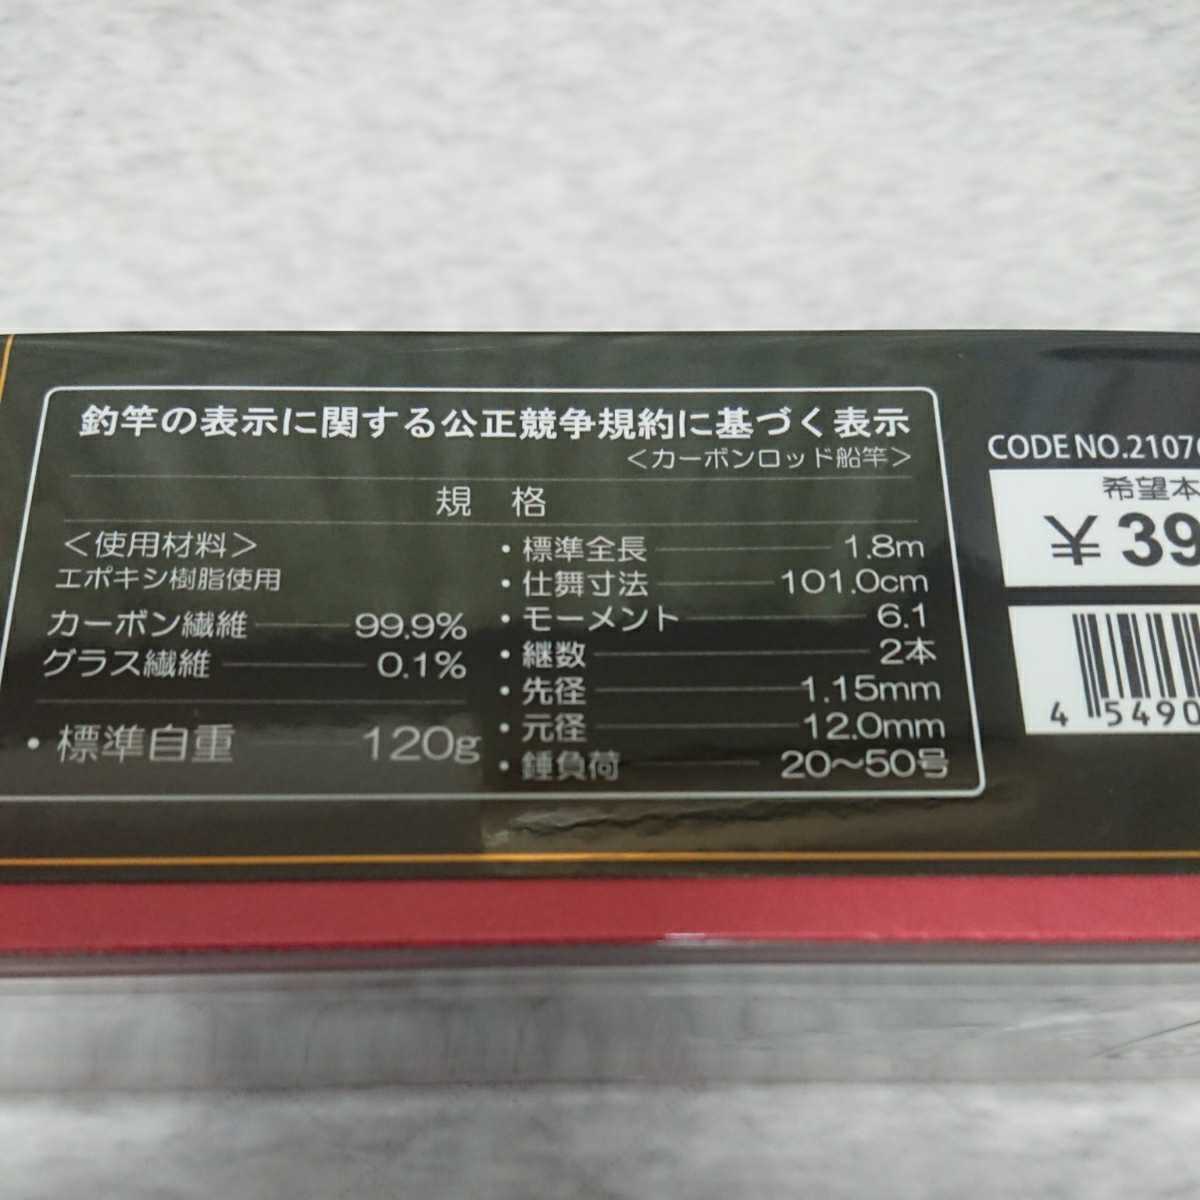 釣竿の表示に関する公正競争規約に基づく表示
<カーボンロッド船竿>
規 格
<使用材料>
エポキシ樹脂使用
カーボン繊維 99.9%
グラス繊維 0.1%
・標準自重 120g
・標準全長 1.8m
・仕舞寸法 101.0cm
・モーメント 6.1
・継数 2本
・先径 1.15mm
・元径 12.0mm
・錘負荷 20～50号
CODE NO.2107
希望本
¥39
4 5490